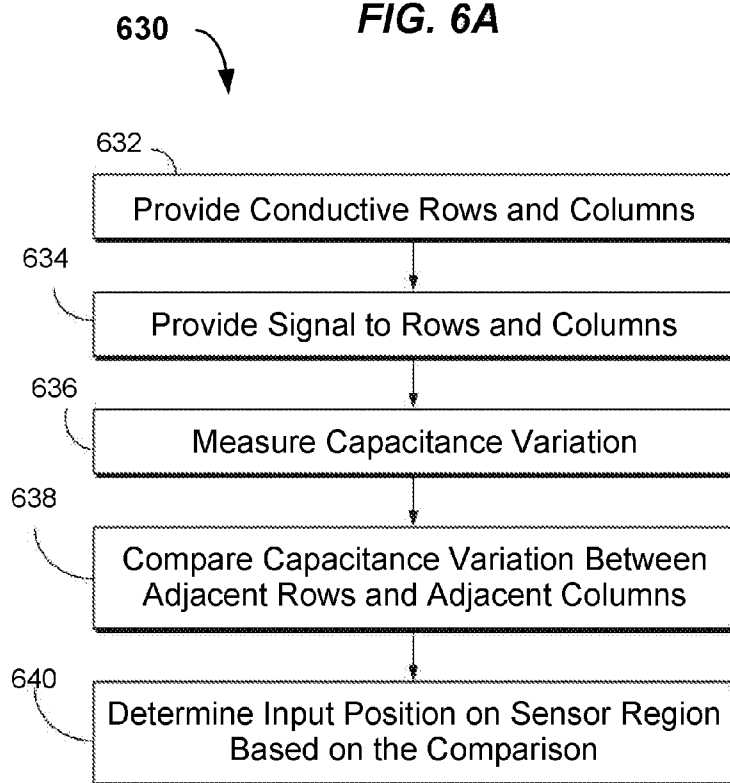 FIG. 6A
630
632
Provide Conductive Rows and Columns
634
Provide Signal to Rows and Columns
636
Measure Capacitance Variation
638
Compare Capacitance Variation Between
Adjacent Rows and Adjacent Columns
640
Determine Input Position on Sensor Region
Based on the Comparison